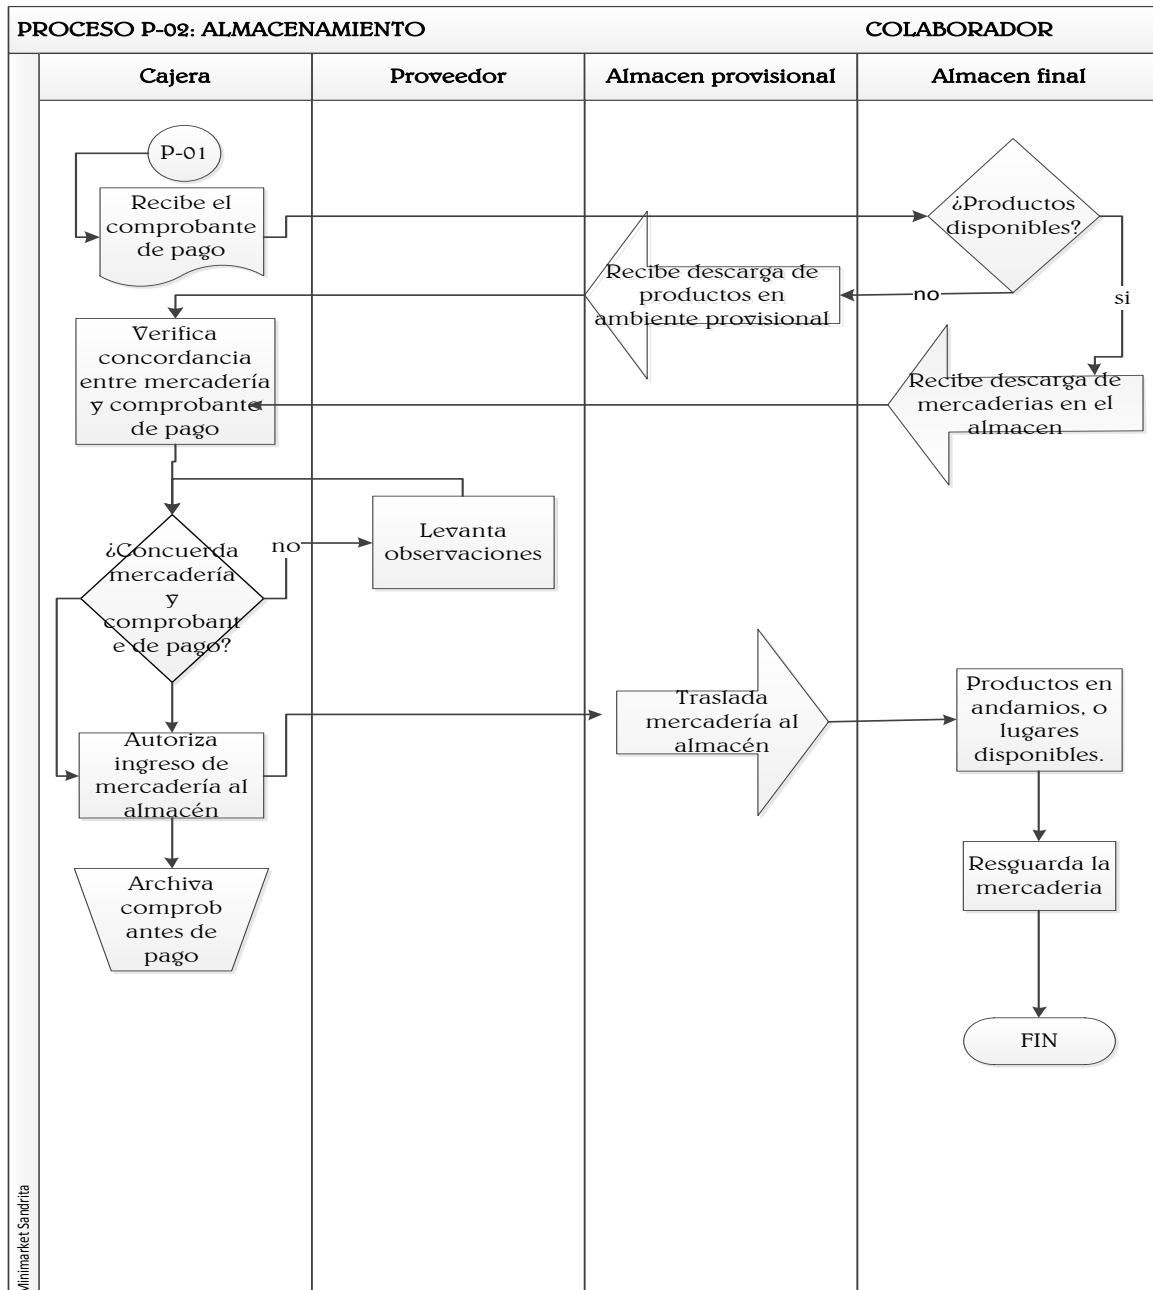 PROCESO P-02: ALMACENAMIENTO
COLABORADOR
Cajera
Proveedor
Almacen provisional
Almacen final
P-01
Recibe el
comprobante
de pago
¿Productos
disponibles?
Recibe descarga de
productos en
ambiente provisional
no
si
Verifica
concordancia
entre mercadería
y comprobante
de pago
Recibe descarga de
mercaderias en el
almacen
¿Concuerda
mercadería
y
comprobant
e de pago?
no
Levanta
observaciones
Autoriza
ingreso de
mercadería al
almacén
Traslada
mercadería al
almacén
Productos en
andamios, o
lugares
disponibles.
Archiva
comprob
antes de
pago
Resguarda la
mercaderia
FIN
Minimarket Sandrita